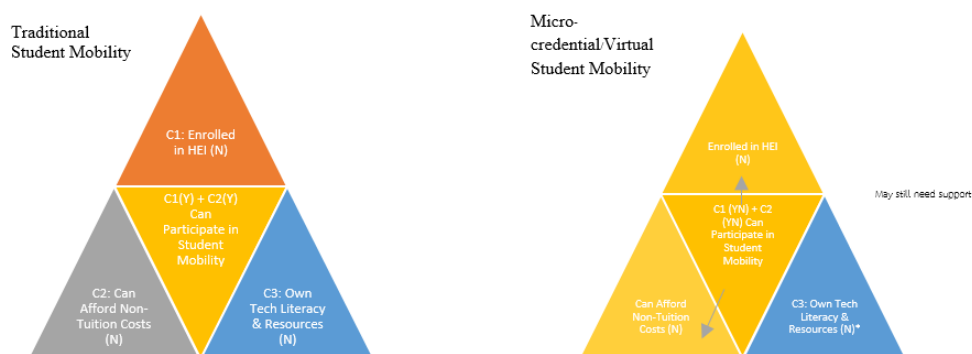 Traditional
Student Mobility
C1: Enrolled
in HEI (N)
C1(Y) + C2(Y)
Can
Participate in
Student
Mobility
C2: Can
Afford Non-
Tuition Costs
(N)
C3: Own
Tech Literacy
& Resources
(N)
Micro-
credential/Virtual
Student Mobility
Enrolled in HEI
(N)
May still need support
C1 (YN) + C2
(YN) Can
Participate in
Student
Mobility
Can Afford
Non-Tuition
Costs (N)
C3: Own Tech
Literacy &
Resources (N)*